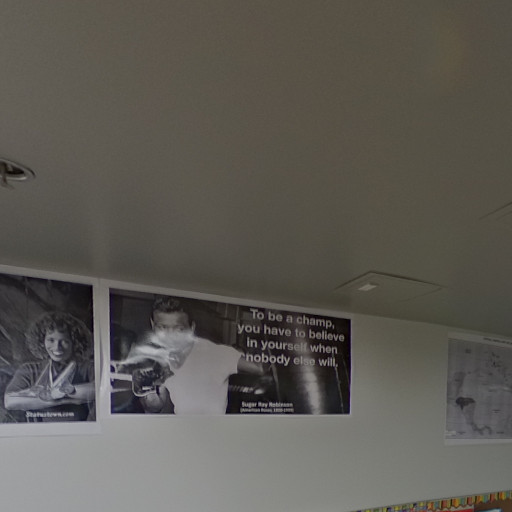 To be a champ,
you have to believe
in yourself when
nobody else will.
Sugar Ray Robinson